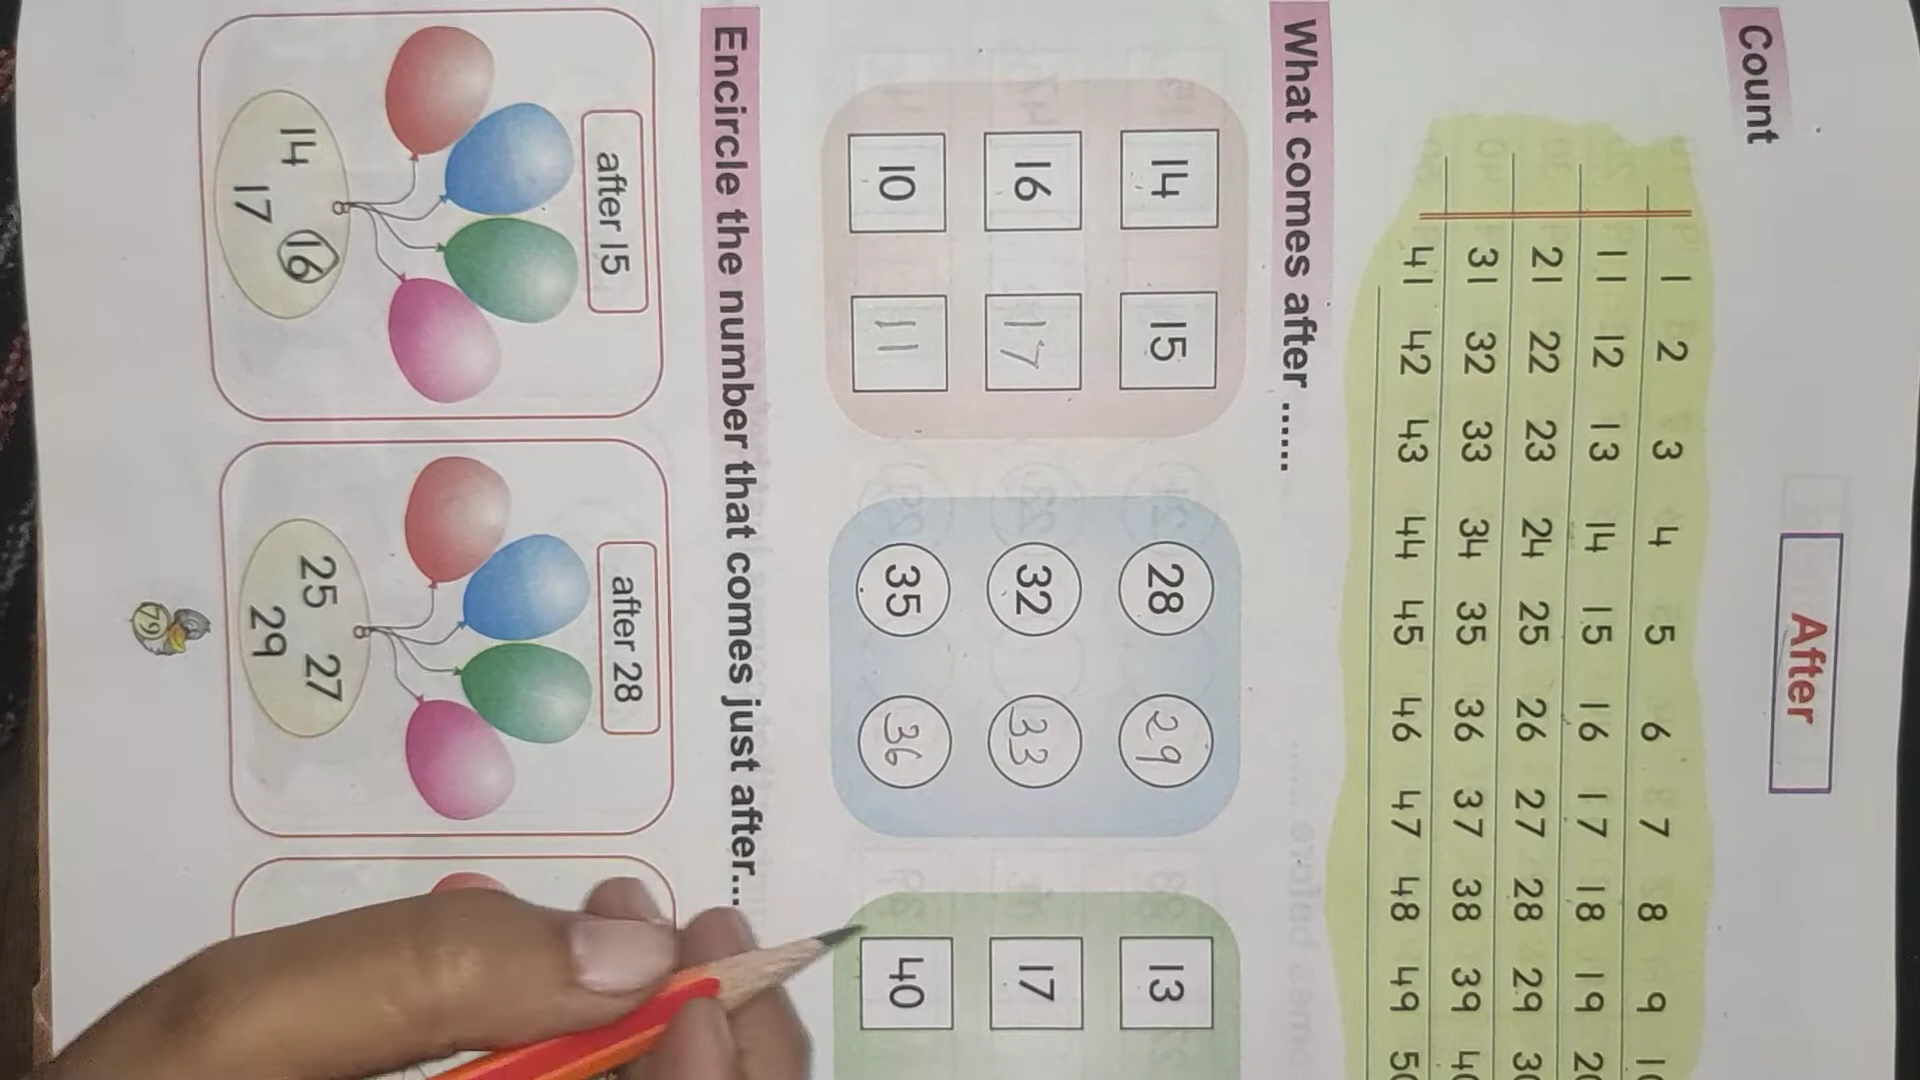 After
Count
1 2 3 4 5 6 7 8 9
11 12 13 14 15 16 17 18 19 20
21 22 23 24 25 26 27 28 29 30
31 32 33 34 35 36 37 38 39 40
41 42 43 44 45 46 47 48 49 50
What comes after ......
14 15 28 29 13
16 17 32 33 17
10 11 35 36 40
Encircle the number that comes just after...
after 15 after 28
14 16 25 27
17 29
79